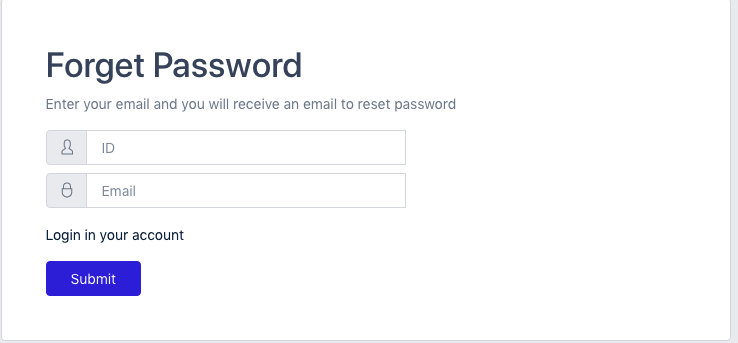 Forget Password
Enter your email and you will receive an email to reset password
ID
Email
Login in your account
Submit